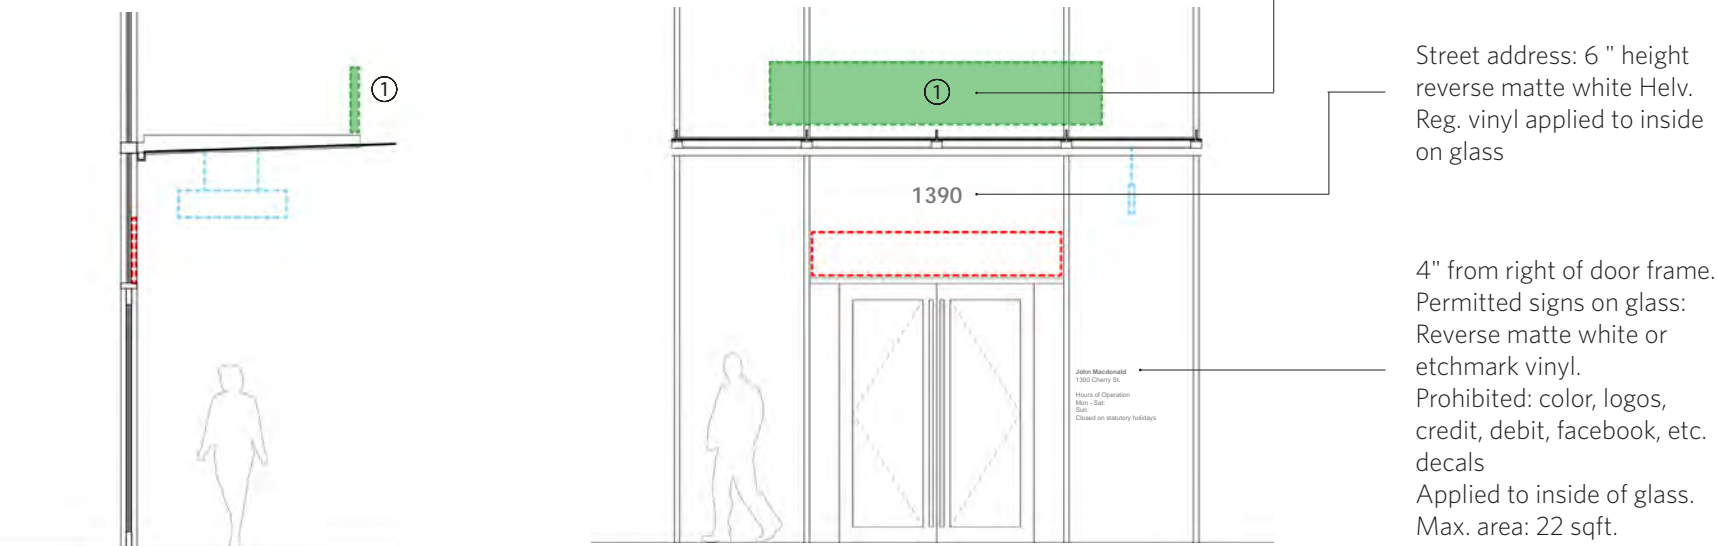 1
1
1390
John Macdonald
1390 Cherry St.
Hours of Operation
Mon - Sat:
Sun:
Closed on statutory holidays
Street address: 6 " height
reverse matte white Helv.
Reg. vinyl applied to inside
on glass
4" from right of door frame.
Permitted signs on glass:
Reverse matte white or
etchmark vinyl.
Prohibited: color, logos,
credit, debit, facebook, etc.
decals
Applied to inside of glass.
Max. area: 22 sqft.